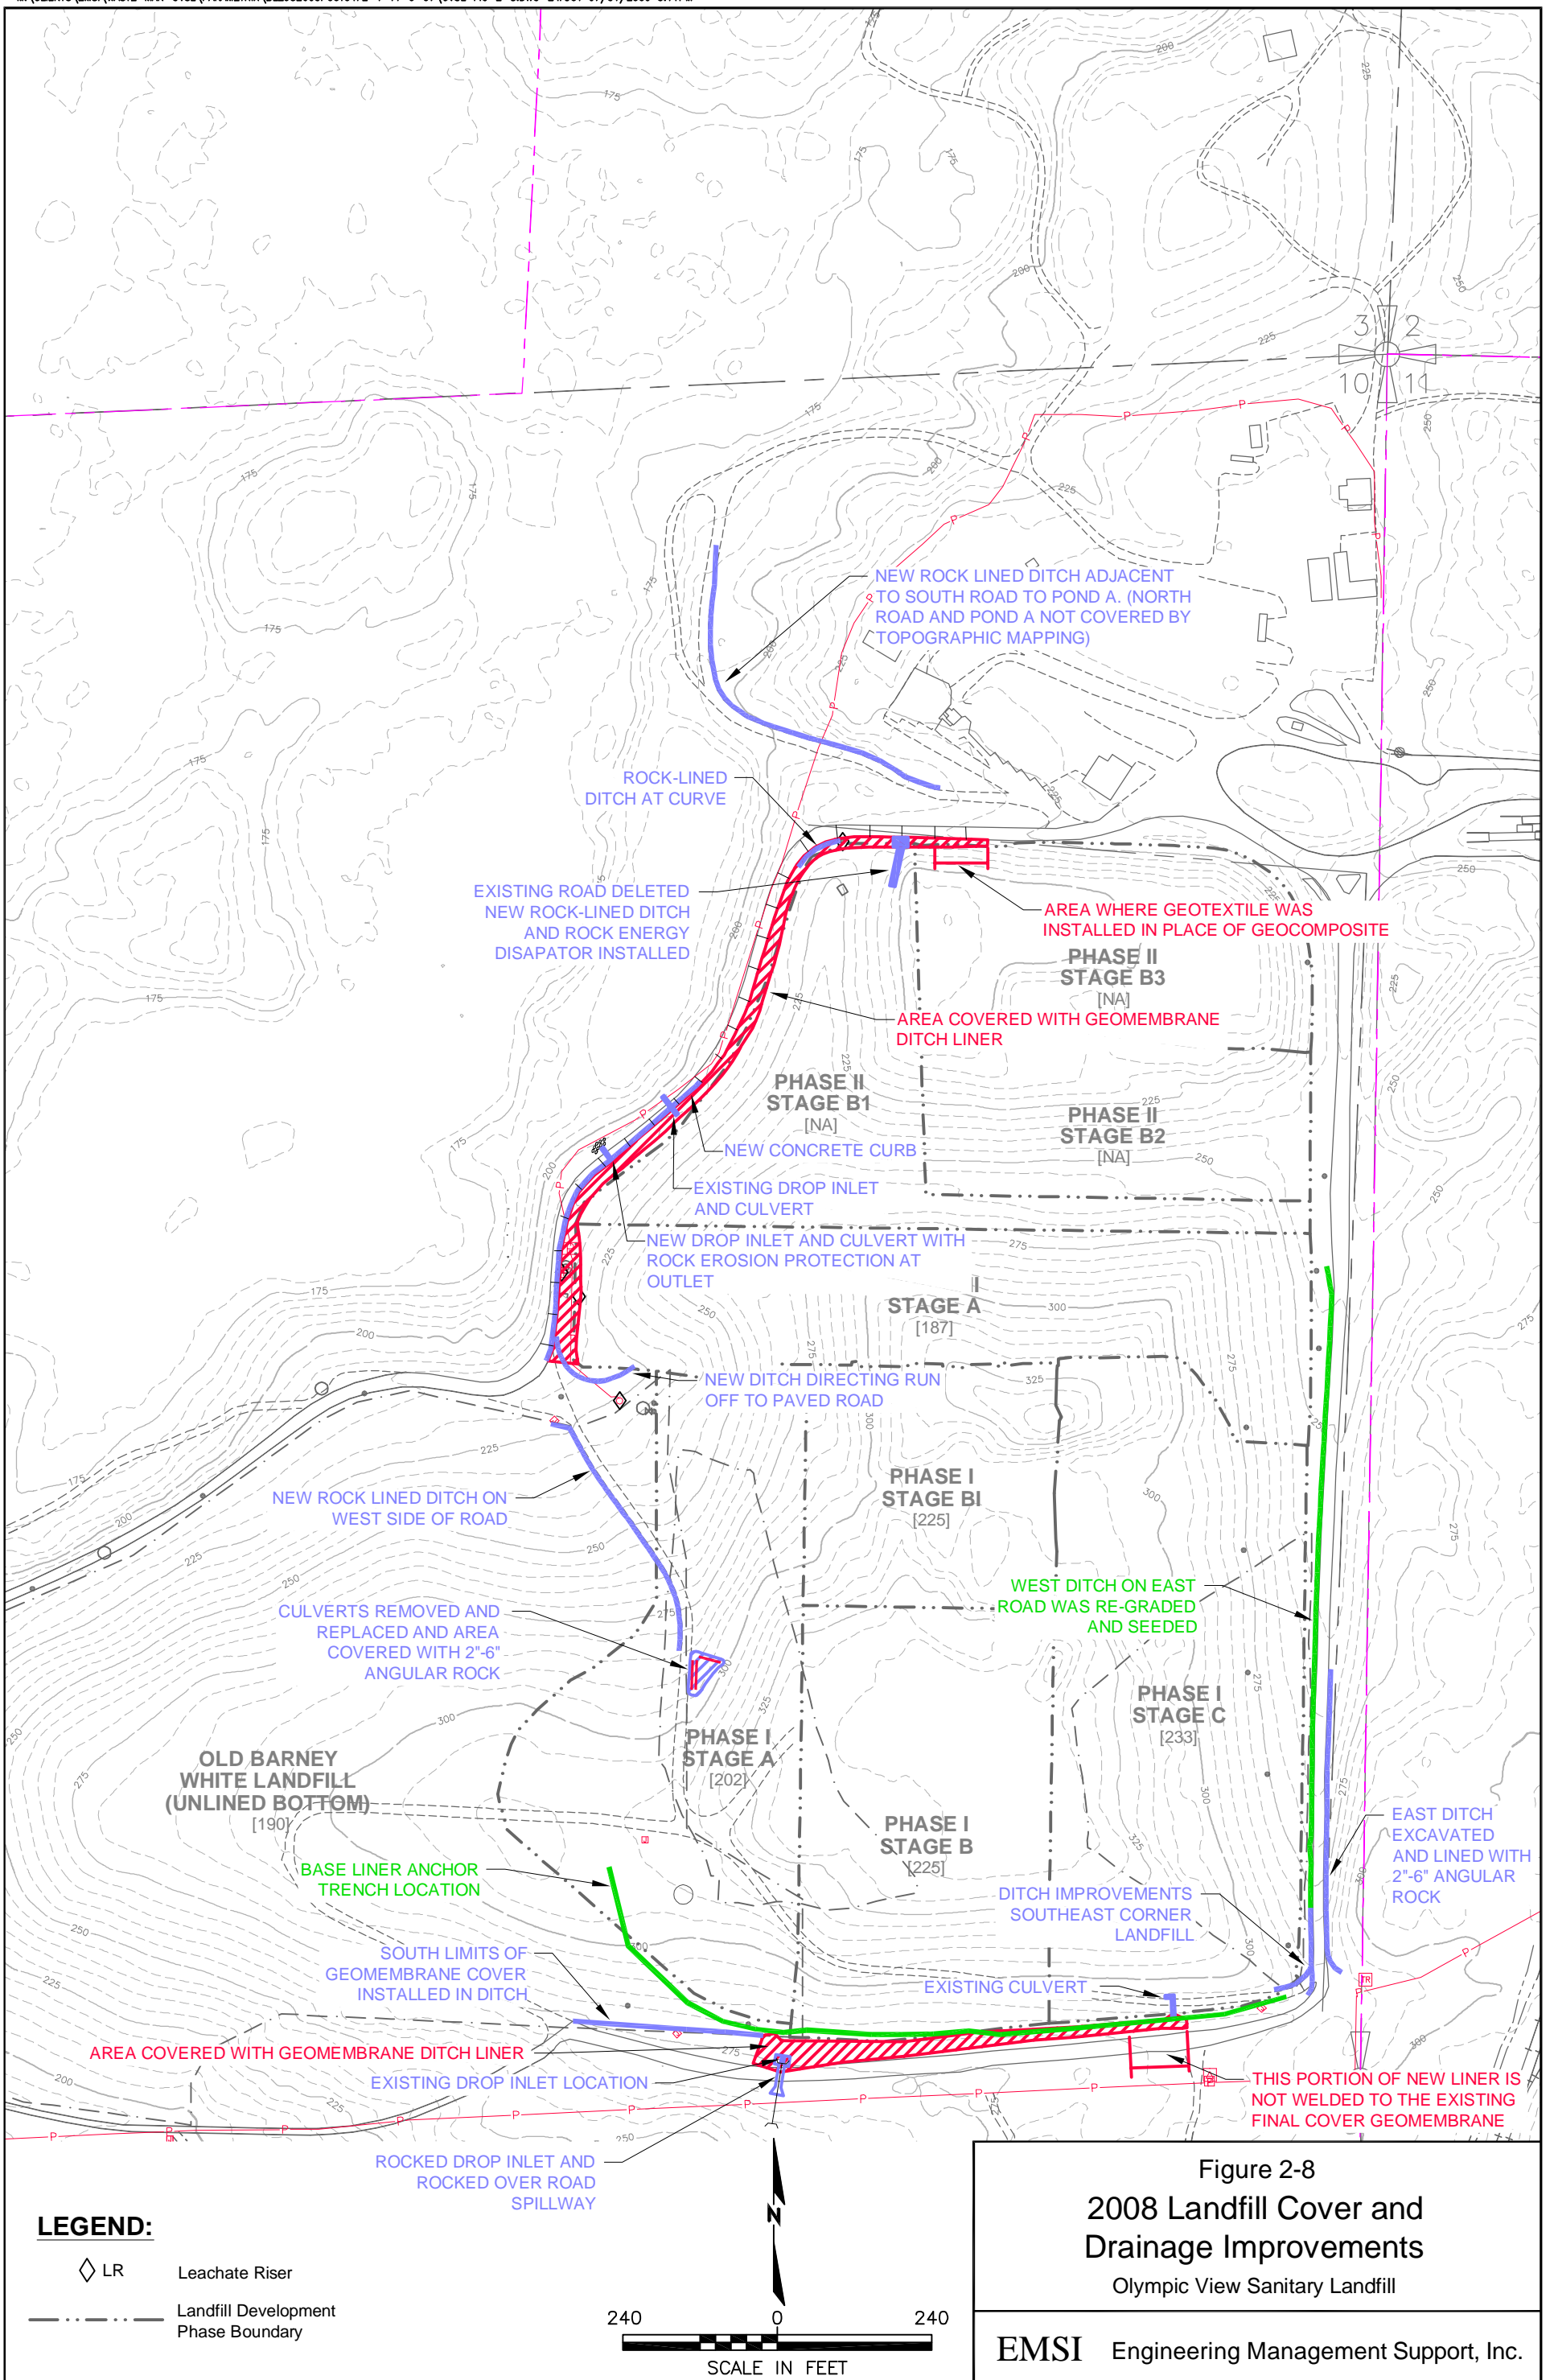 3 2
10 11
NEW ROCK LINED DITCH ADJACENT
TO SOUTH ROAD TO POND A. (NORTH
ROAD AND POND A NOT COVERED BY
TOPOGRAPHIC MAPPING)
ROCK-LINED
DITCH AT CURVE
EXISTING ROAD DELETED
NEW ROCK-LINED DITCH
AND ROCK ENERGY
DISAPATOR INSTALLED
AREA WHERE GEOTEXTILE WAS
INSTALLED IN PLACE OF GEOCOMPOSITE
PHASE II
STAGE B3
[NA]
AREA COVERED WITH GEOMEMBRANE
DITCH LINER
PHASE II
STAGE B1
[NA]
PHASE II
STAGE B2
[NA]
NEW CONCRETE CURB
EXISTING DROP INLET
AND CULVERT
NEW DROP INLET AND CULVERT WITH
ROCK EROSION PROTECTION AT
OUTLET
I
STAGE A
[187]
NEW DITCH DIRECTING RUN
OFF TO PAVED ROAD
PHASE I
STAGE BI
[225]
NEW ROCK LINED DITCH ON
WEST SIDE OF ROAD
WEST DITCH ON EAST
ROAD WAS RE-GRADED
AND SEEDED
CULVERTS REMOVED AND
REPLACED AND AREA
COVERED WITH 2"-6"
ANGULAR ROCK
PHASE I
STAGE C
[233]
PHASE I
STAGE A
[202]
OLD BARNEY
WHITE LANDFILL
(UNLINED BOTTOM)
[190]
PHASE I
STAGE B
[225]
EAST DITCH
EXCAVATED
AND LINED WITH
2"-6" ANGULAR
ROCK
BASE LINER ANCHOR
TRENCH LOCATION
DITCH IMPROVEMENTS
SOUTHEAST CORNER
LANDFILL
SOUTH LIMITS OF
GEOMEMBRANE COVER
INSTALLED IN DITCH
EXISTING CULVERT
AREA COVERED WITH GEOMEMBRANE DITCH LINER
EXISTING DROP INLET LOCATION
THIS PORTION OF NEW LINER IS
NOT WELDED TO THE EXISTING
FINAL COVER GEOMEMBRANE
ROCKED DROP INLET AND
ROCKED OVER ROAD
SPILLWAY
N
LEGEND:
LR Leachate Riser
Landfill Development
Phase Boundary
240 0 240
SCALE IN FEET
Figure 2-8
2008 Landfill Cover and
Drainage Improvements
Olympic View Sanitary Landfill
EMSI Engineering Management Support, Inc.